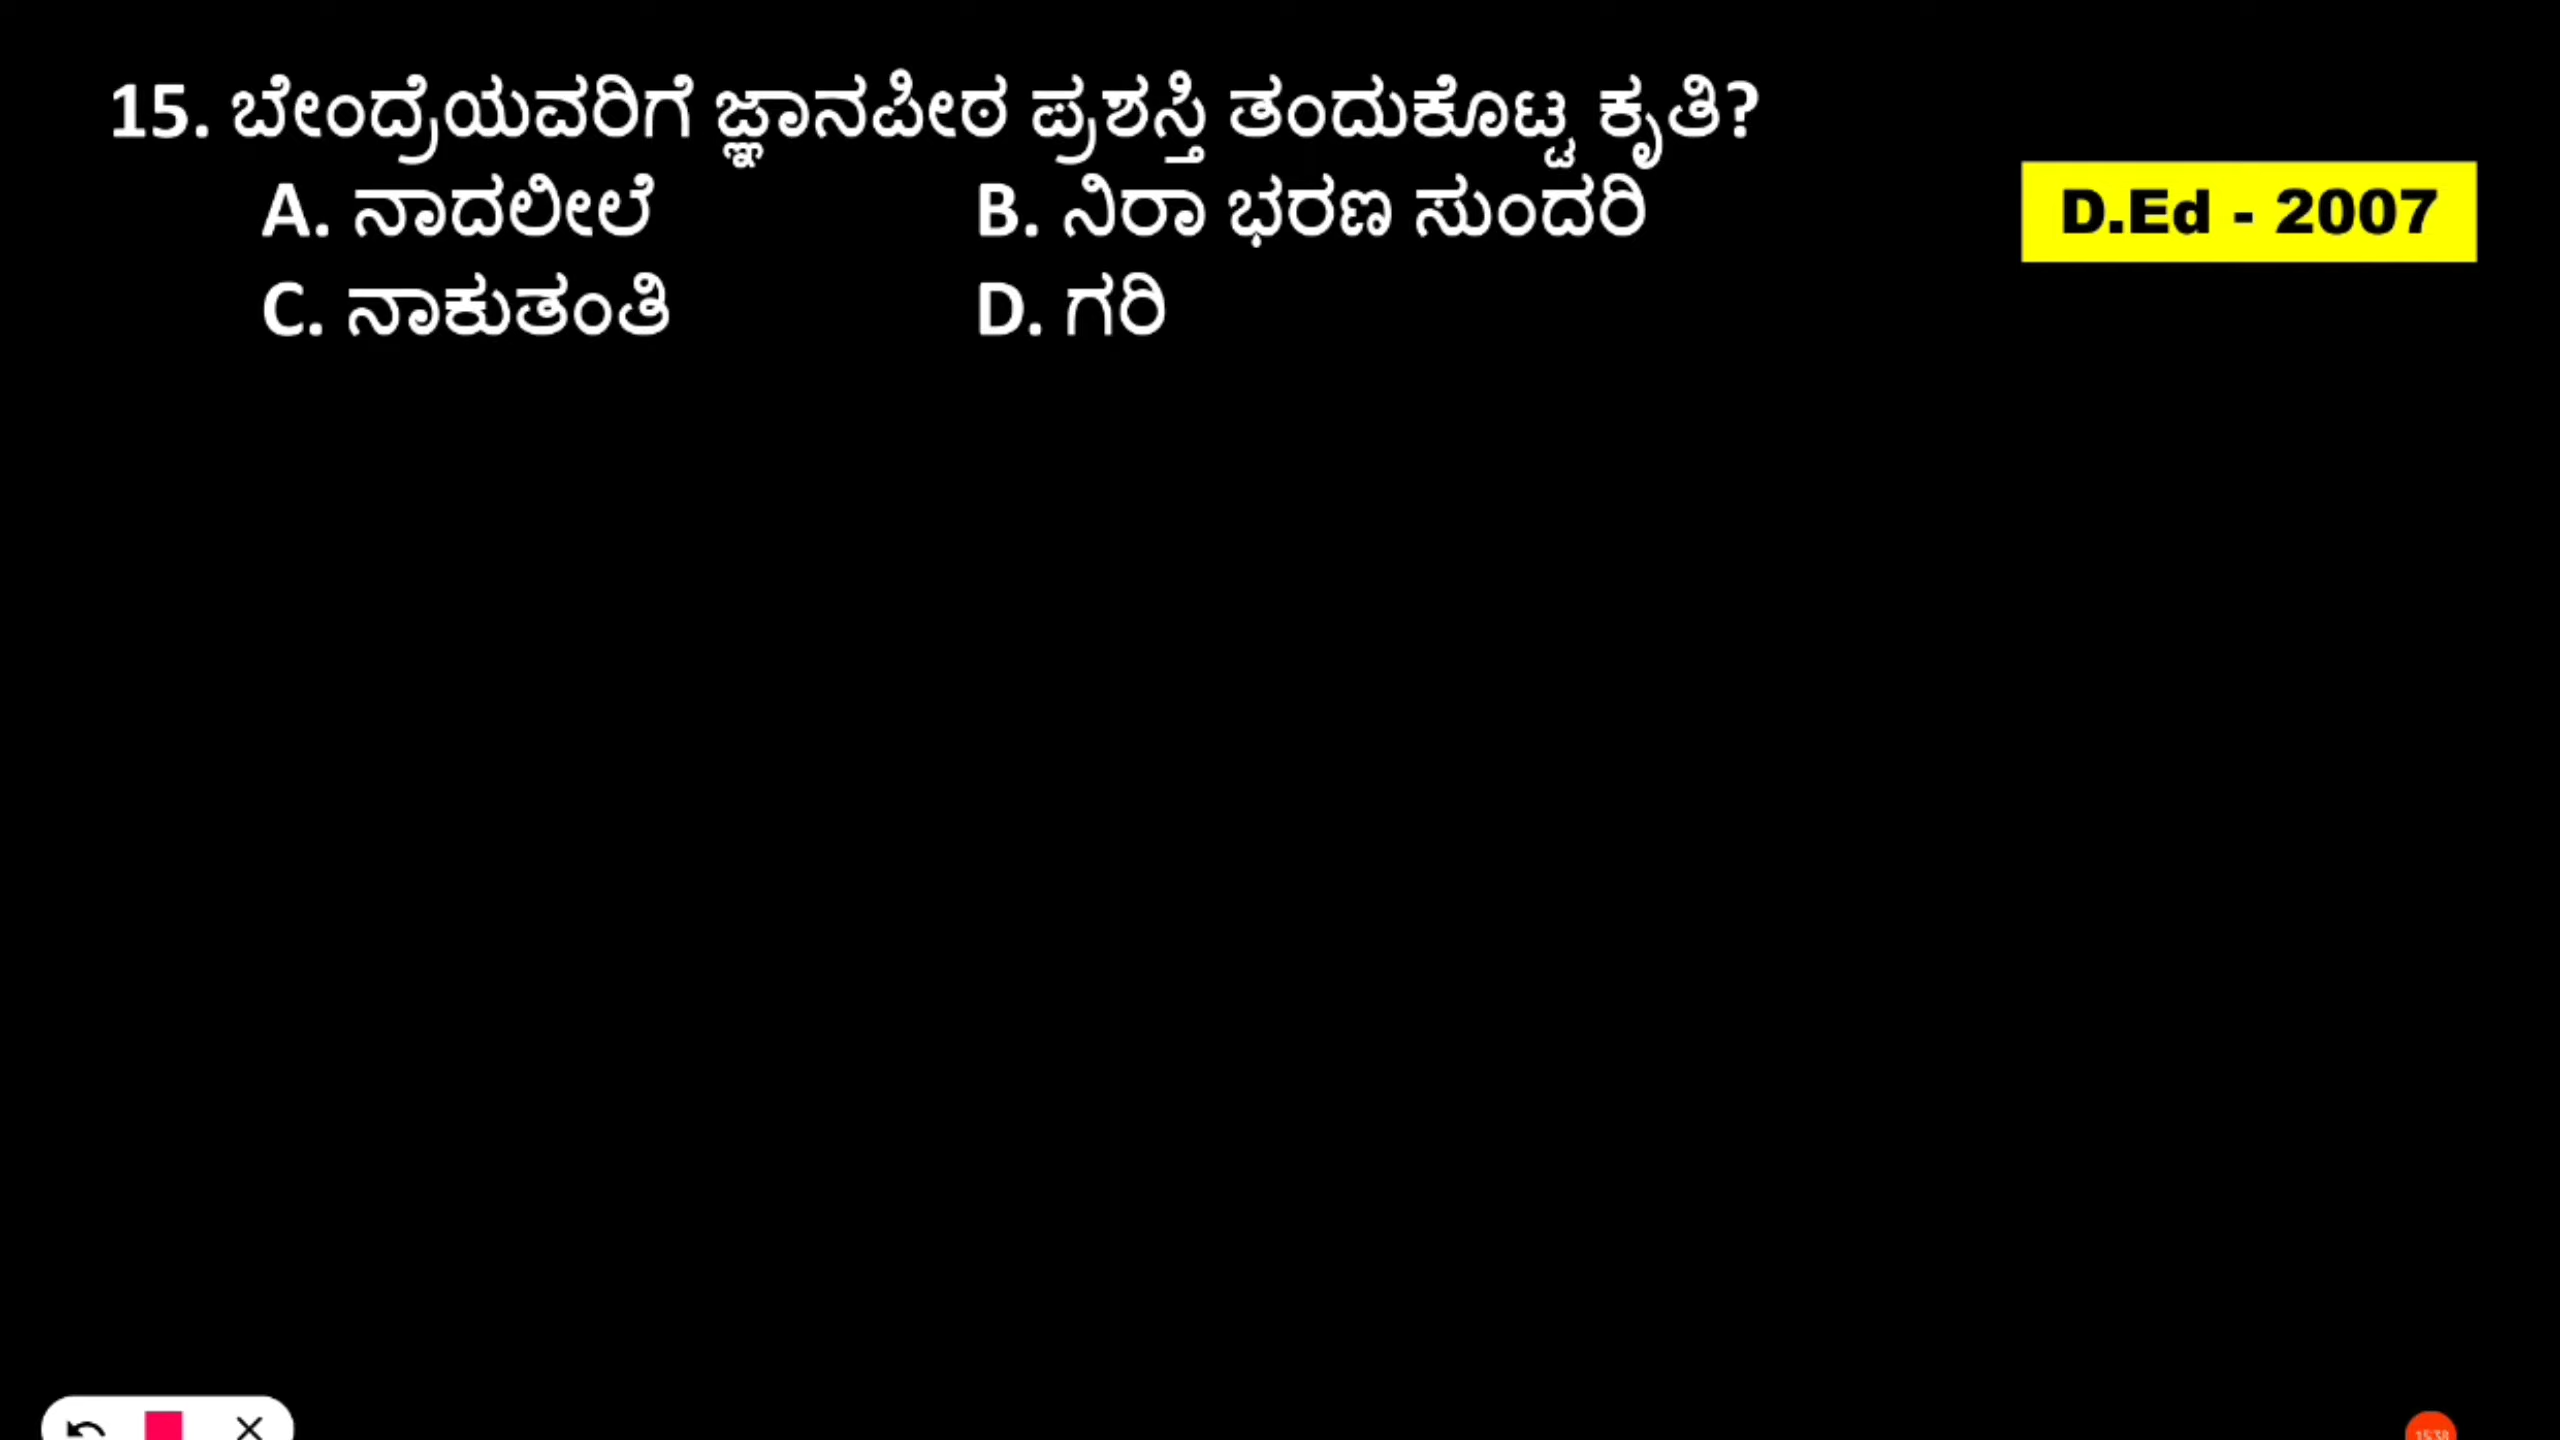 15. ಬೇಂದ್ರೆಯವರಿಗೆ ಜ್ಞಾನಪೀಠ ಪ್ರಶಸ್ತಿ ತಂದುಕೊಟ್ಟ ಕೃತಿ?
A. ನಾದಲೀಲೆ B. ನಿರಾ ಭರಣ ಸುಂದರಿ
D.Ed - 2007
C. ನಾಕುತಂತಿ D. ಗರಿ